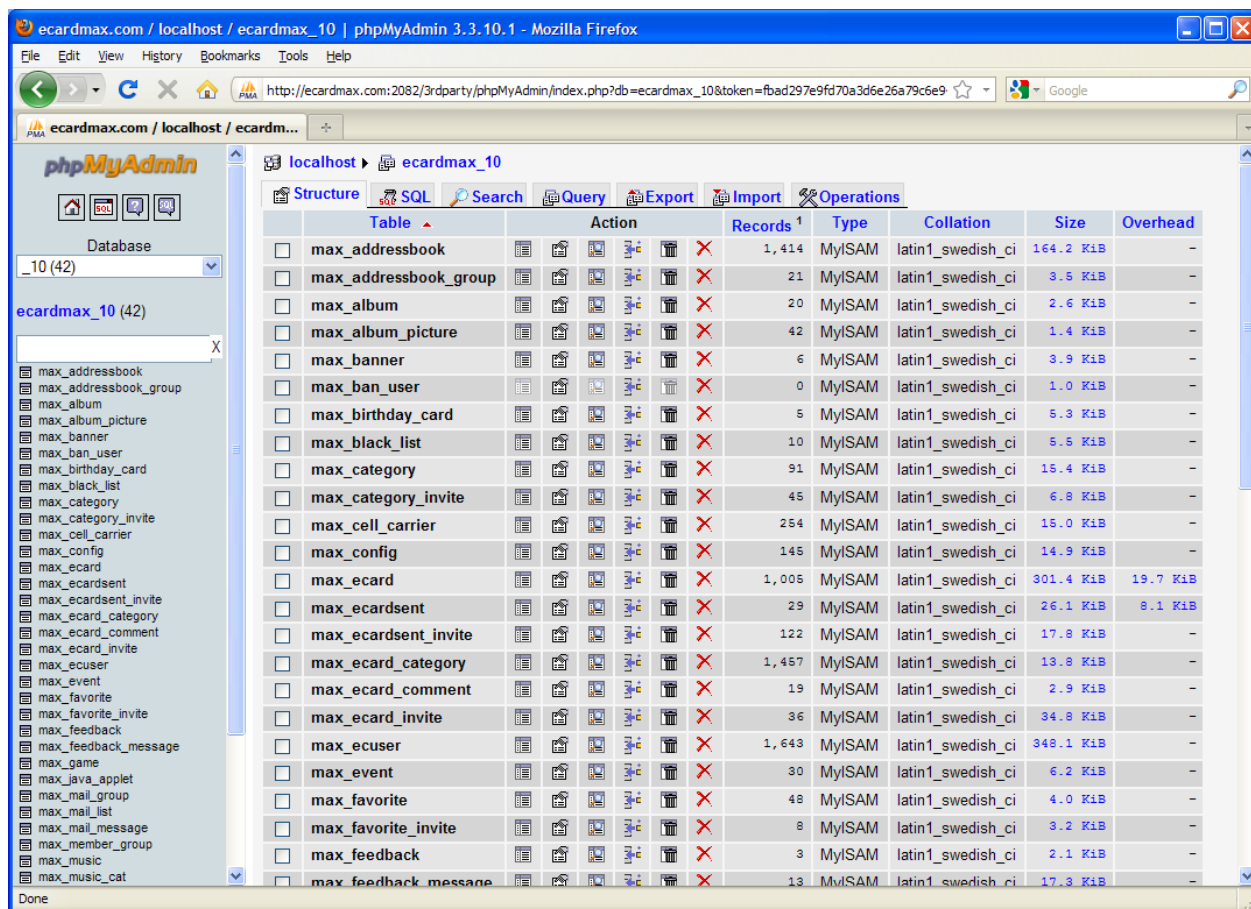 ecardmax.com / localhost / ecardmax_10 | phpMyAdmin 3.3.10.1 - Mozilla Firefox
File Edit View History Bookmarks Tools Help
PMA http://ecardmax.com:2082/3rdparty/phpMyAdmin/index.php?db=ecardmax_10&token=fbad297e9fd70a3d6e26a79c6e9 Google
PMA ecardmax.com / localhost / ecardm...
phpMyAdmin
SQL ? SQL
Database
_10 (42)
ecardmax_10 (42)
X
max_addressbook
max_addressbook_group
max_album
max_album_picture
max_banner
max_ban_user
max_birthday_card
max_black_list
max_category
max_category_invite
max_cell_carrier
max_config
max_ecard
max_ecardsent
max_ecardsent_invite
max_ecard_category
max_ecard_comment
max_ecard_invite
max_ecuser
max_event
max_favorite
max_favorite_invite
max_feedback
max_feedback_message
max_game
max_java_applet
max_mail_group
max_mail_list
max_mail_message
max_member_group
max_music
max_music_cat
localhost ecardmax_10
Structure SQL Search Query Export Import Operations
Table Action Records 1 Type Collation Size Overhead
max_addressbook 1,414 MyISAM latin1_swedish_ci 164.2 KiB -
max_addressbook_group 21 MyISAM latin1_swedish_ci 3.5 KiB -
max_album 20 MyISAM latin1_swedish_ci 2.6 KiB -
max_album_picture 42 MyISAM latin1_swedish_ci 1.4 KiB -
max_banner 6 MyISAM latin1_swedish_ci 3.9 KiB -
max_ban_user 0 MyISAM latin1_swedish_ci 1.0 KiB -
max_birthday_card 5 MyISAM latin1_swedish_ci 5.3 KiB -
max_black_list 10 MyISAM latin1_swedish_ci 5.5 KiB -
max_category 91 MyISAM latin1_swedish_ci 15.4 KiB -
max_category_invite 45 MyISAM latin1_swedish_ci 6.8 KiB -
max_cell_carrier 254 MyISAM latin1_swedish_ci 15.0 KiB -
max_config 145 MyISAM latin1_swedish_ci 14.9 KiB -
max_ecard 1,005 MyISAM latin1_swedish_ci 301.4 KiB 19.7 KiB
max_ecardsent 29 MyISAM latin1_swedish_ci 26.1 KiB 8.1 KiB
max_ecardsent_invite 122 MyISAM latin1_swedish_ci 17.8 KiB -
max_ecard_category 1,457 MyISAM latin1_swedish_ci 13.8 KiB -
max_ecard_comment 19 MyISAM latin1_swedish_ci 2.9 KiB -
max_ecard_invite 36 MyISAM latin1_swedish_ci 34.8 KiB -
max_ecuser 1,643 MyISAM latin1_swedish_ci 348.1 KiB -
max_event 30 MyISAM latin1_swedish_ci 6.2 KiB -
max_favorite 48 MyISAM latin1_swedish_ci 4.0 KiB -
max_favorite_invite 8 MyISAM latin1_swedish_ci 3.2 KiB -
max_feedback 3 MyISAM latin1_swedish_ci 2.1 KiB -
max_feedback_message 13 MyISAM latin1_swedish_ci 17.3 KiB -
Done